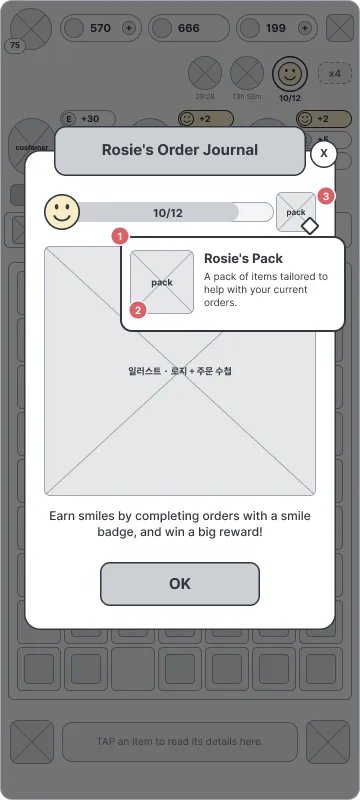 75
570 +
666
199 +
29:28
13h 59m
10/12
x4
customer
E +30
+2
+2
+5
Rosie's Order Journal
X
10/12
pack
3
1
pack
2
Rosie's Pack
A pack of items tailored to
help with your current
orders.
일러스트 · 로지 + 주문 수첩
Earn smiles by completing orders with a smile
badge, and win a big reward!
OK
TAP an item to read its details here.